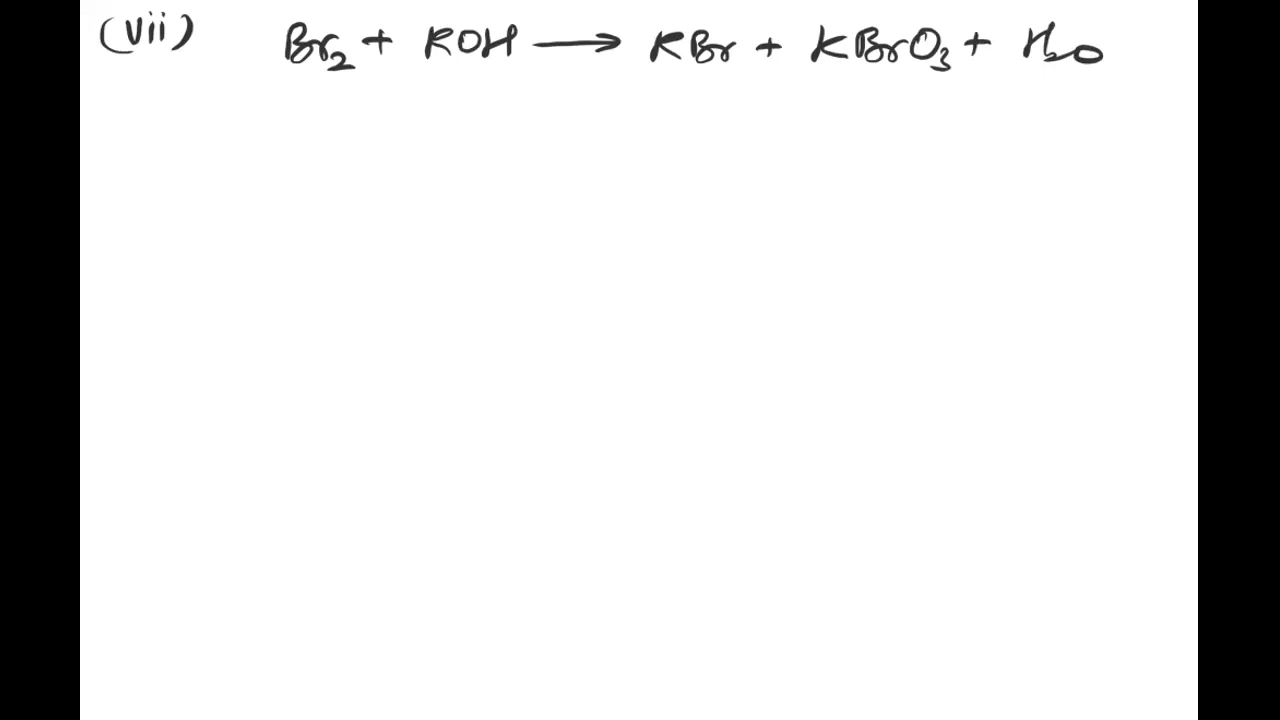 (vii) Br₂ + KOH ⟶ KBr + KBrO₃ + H₂O